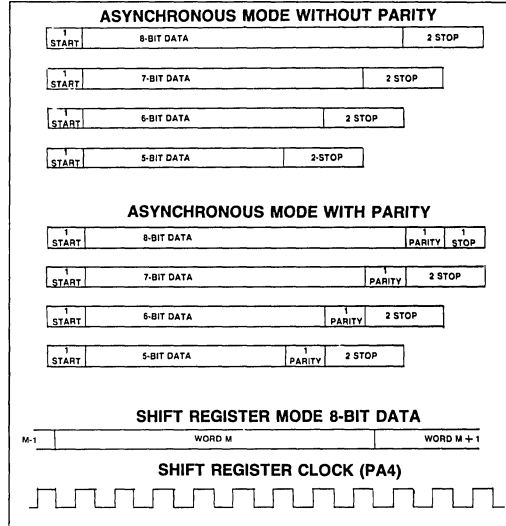 ASYNCHRONOUS MODE WITHOUT PARITY
1 START 8-BIT DATA 2 STOP
1 START 7-BIT DATA 2 STOP
1 START 6-BIT DATA 2 STOP
1 START 5-BIT DATA 2-STOP
ASYNCHRONOUS MODE WITH PARITY
1 START 8-BIT DATA 1 PARITY 1 STOP
1 START 7-BIT DATA 1 PARITY 2 STOP
1 START 6-BIT DATA 1 PARITY 2 STOP
1 START 5-BIT DATA 1 PARITY 2 STOP
SHIFT REGISTER MODE 8-BIT DATA
M-1 WORD M WORD M + 1
SHIFT REGISTER CLOCK (PA4)